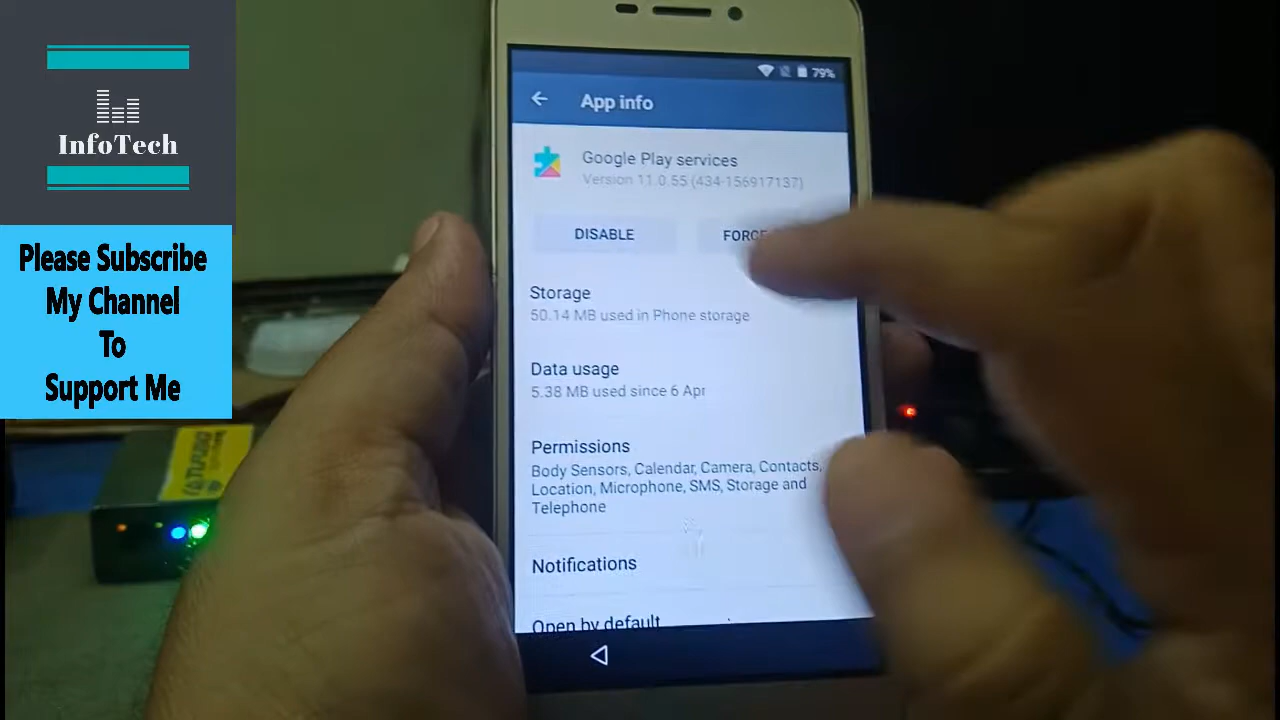 InfoTech
Please Subscribe
My Channel
To
Support Me
79%
App info
Google Play services
Version 11.0.55 (434-156917137)
DISABLE
FORCE
Storage
50.14 MB used in Phone storage
Data usage
5.38 MB used since 6 Apr
Permissions
Body Sensors, Calendar, Camera, Contacts,
Location, Microphone, SMS, Storage and
Telephone
Notifications
Open by default